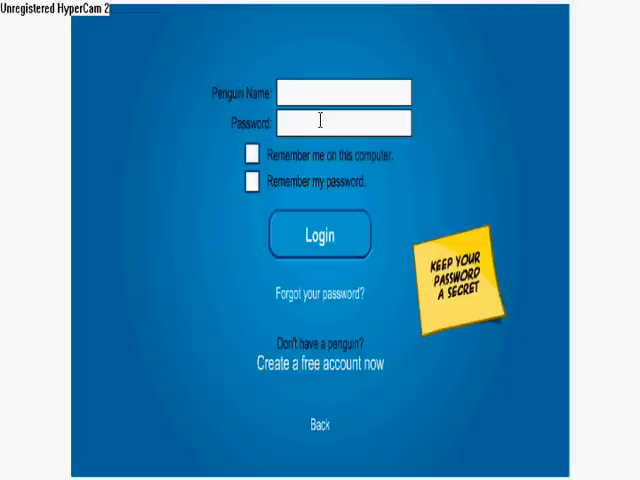 Unregistered HyperCam 2
Penguin Name:
Password:
Remember me on this computer.
Remember my password.
Login
KEEP YOUR
PASSWORD
A SECRET
Forgot your password?
Don't have a penguin?
Create a free account now
Back